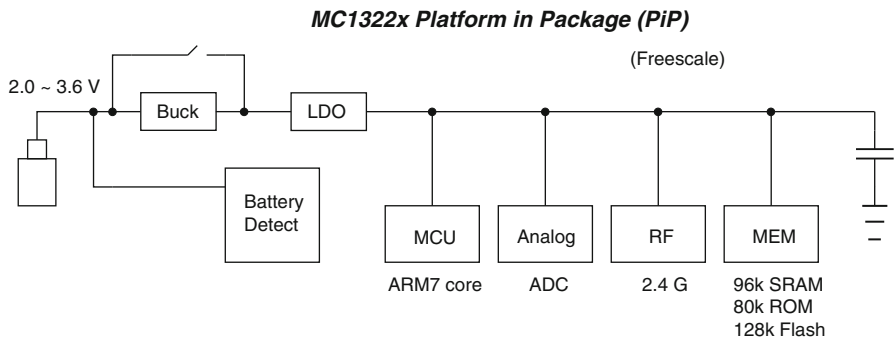 MC1322x Platform in Package (PiP)
(Freescale)
2.0 ~ 3.6 V
Buck
LDO
Battery
Detect
MCU
Analog
RF
MEM
ARM7 core
ADC
2.4 G
96k SRAM
80k ROM
128k Flash